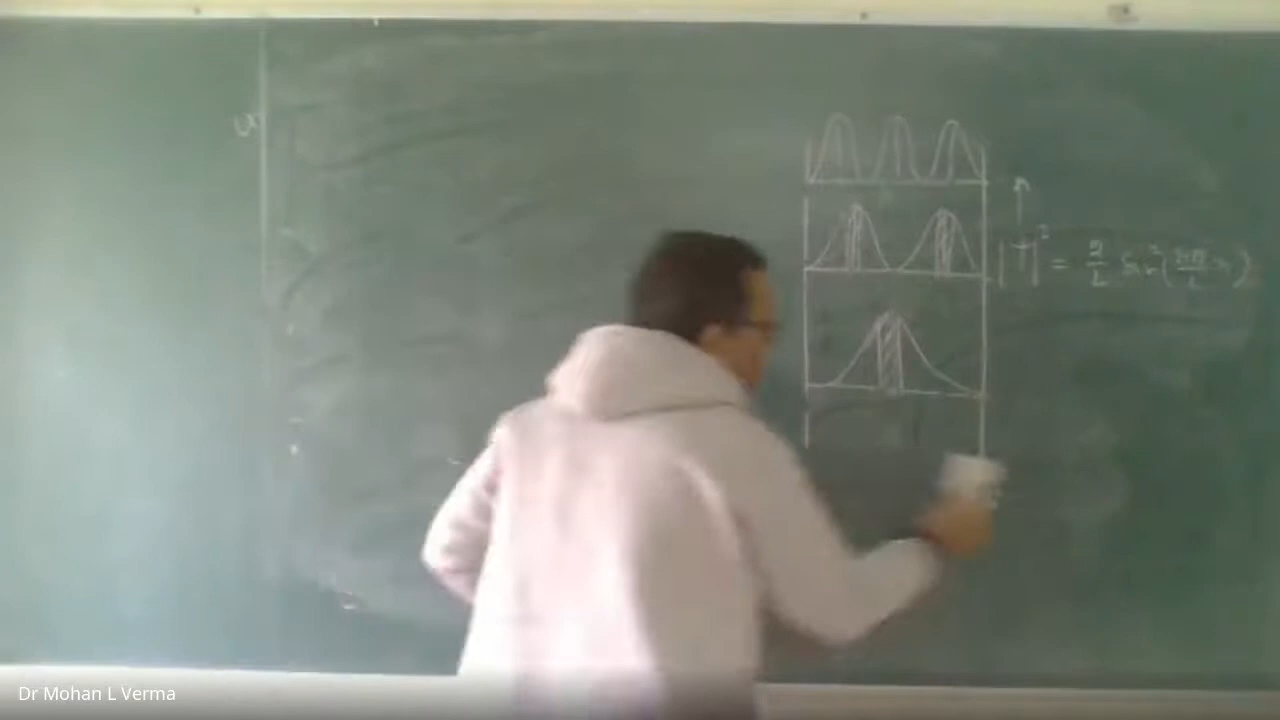 |Ψ|² = 2/L sin²(nπ/L x)
Dr Mohan L Verma